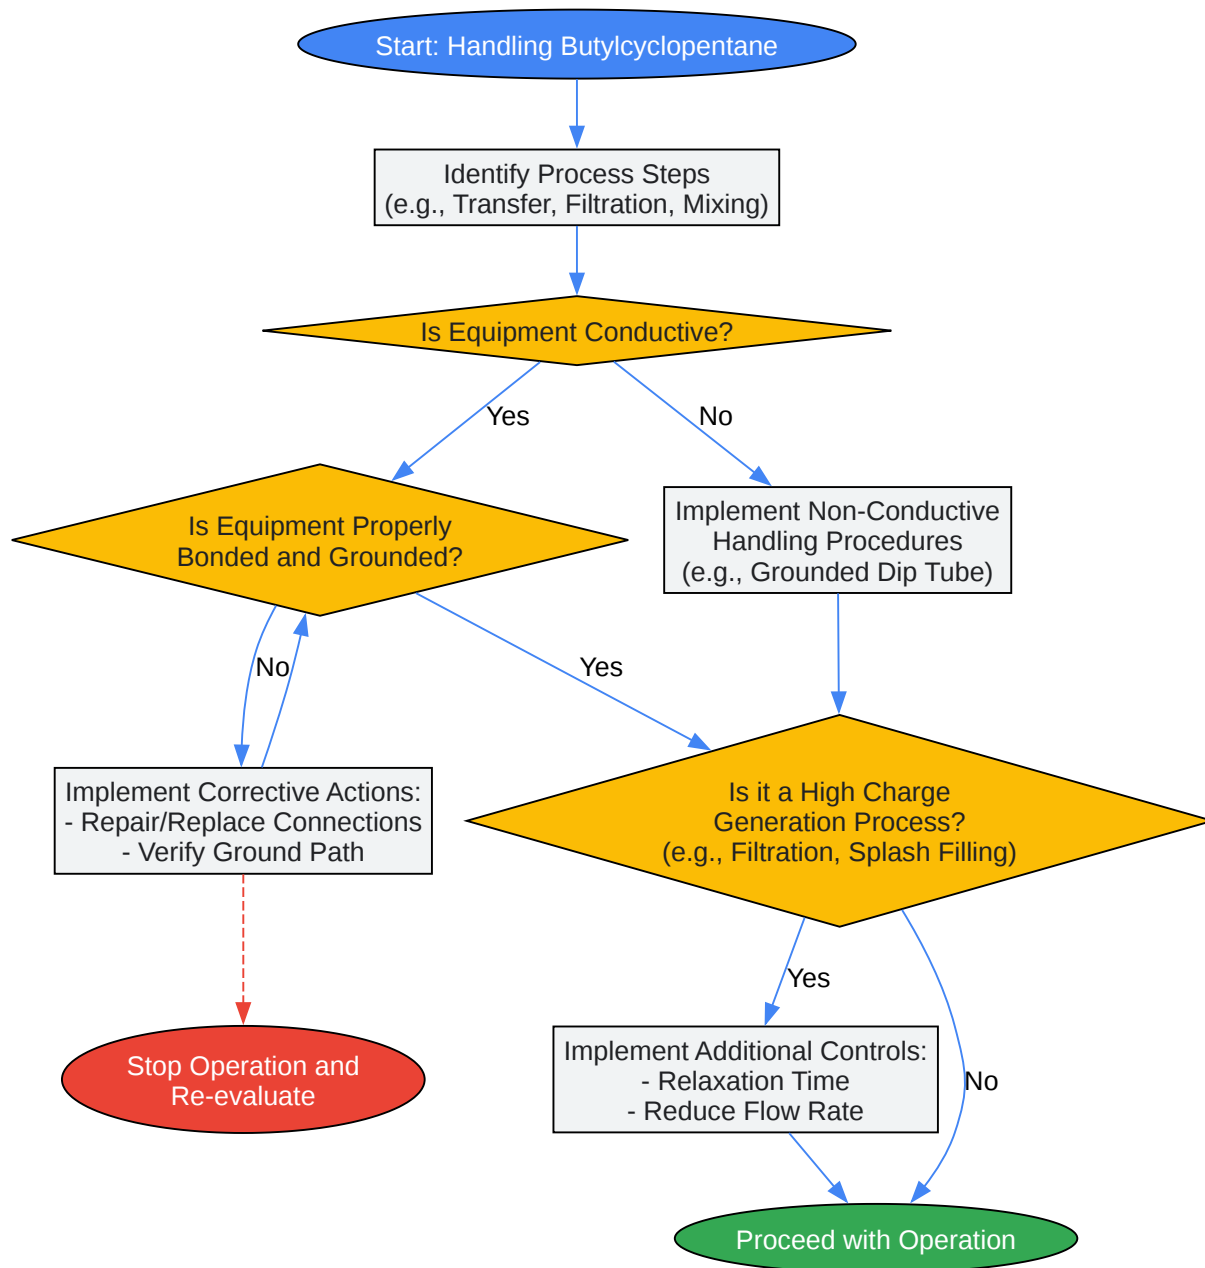 Start: Handling Butylcyclopentane
Identify Process Steps
(e.g., Transfer, Filtration, Mixing)
Is Equipment Conductive?
Yes
No
Is Equipment Properly
Bonded and Grounded?
Implement Non-Conductive
Handling Procedures
(e.g., Grounded Dip Tube)
No
Yes
Implement Corrective Actions:
- Repair/Replace Connections
- Verify Ground Path
Is it a High Charge
Generation Process?
(e.g., Filtration, Splash Filling)
Yes
No
Stop Operation and
Re-evaluate
Implement Additional Controls:
- Relaxation Time
- Reduce Flow Rate
Proceed with Operation